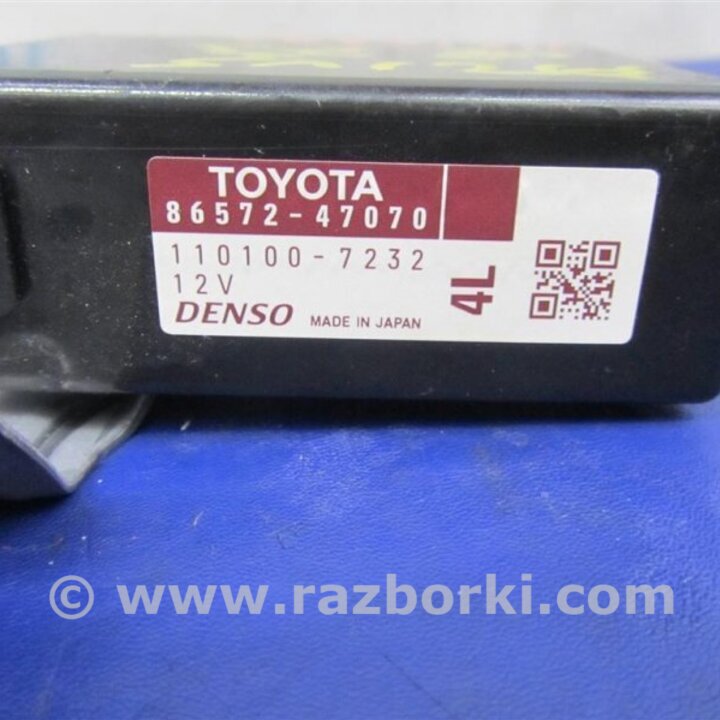 TOYOTA
86572-47070
110100-7232
12V
4L
DENSO MADE IN JAPAN
© www.razborki.com